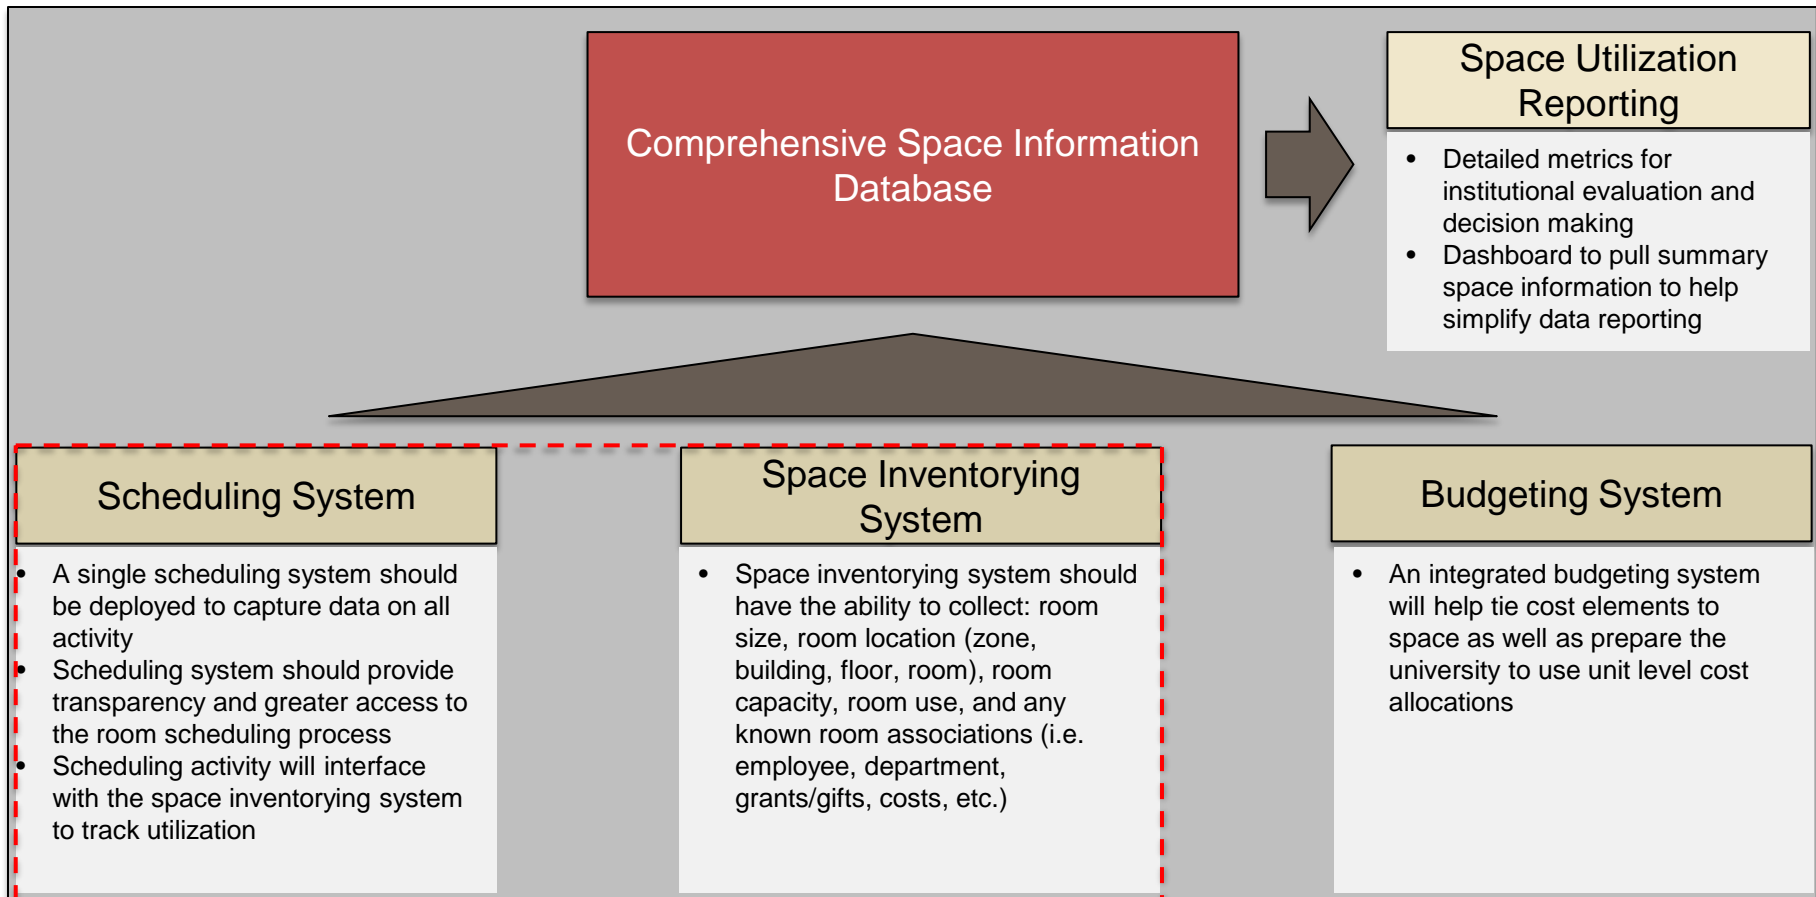 Comprehensive Space Information
Database
Space Utilization
Reporting
• Detailed metrics for
institutional evaluation and
decision making
• Dashboard to pull summary
space information to help
simplify data reporting
Scheduling System
• A single scheduling system should
be deployed to capture data on all
activity
• Scheduling system should provide
transparency and greater access to
the room scheduling process
• Scheduling activity will interface
with the space inventorying system
to track utilization
Space Inventorying
System
• Space inventorying system should
have the ability to collect: room
size, room location (zone,
building, floor, room), room
capacity, room use, and any
known room associations (i.e.
employee, department,
grants/gifts, costs, etc.)
Budgeting System
• An integrated budgeting system
will help tie cost elements to
space as well as prepare the
university to use unit level cost
allocations